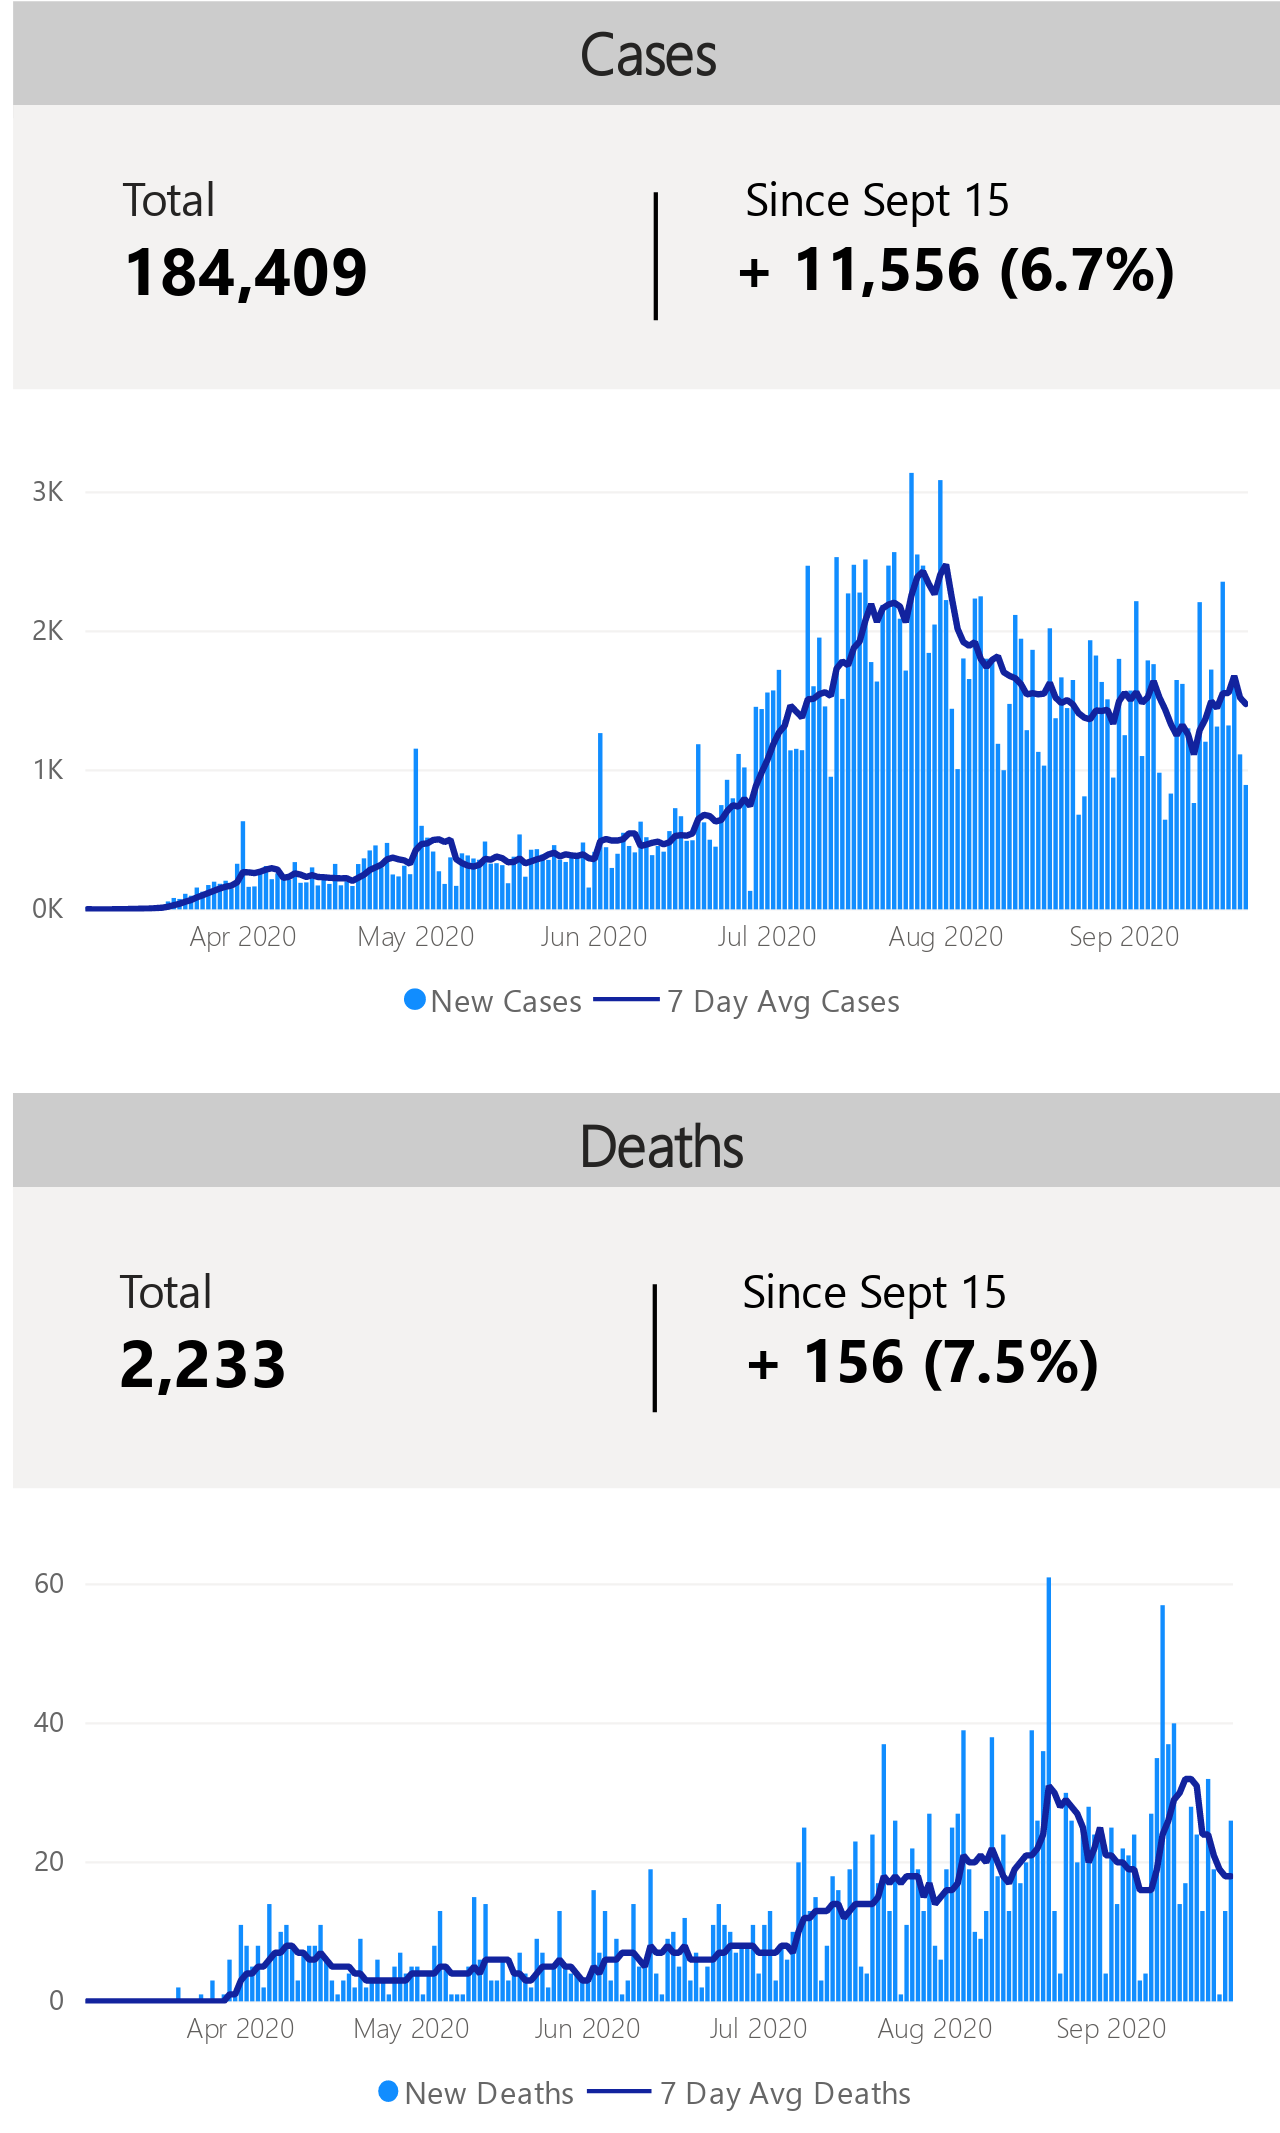 Cases
Total
Since Sept 15
184,409
+ 11,556 (6.7%)
3K
2K
1K
0K
Apr 2020 May 2020 Jun 2020 Jul 2020 Aug 2020 Sep 2020
New Cases 7 Day Avg Cases
Deaths
Total
Since Sept 15
2,233
+ 156 (7.5%)
60
40
20
0
Apr 2020 May 2020 Jun 2020 Jul 2020 Aug 2020 Sep 2020
New Deaths 7 Day Avg Deaths